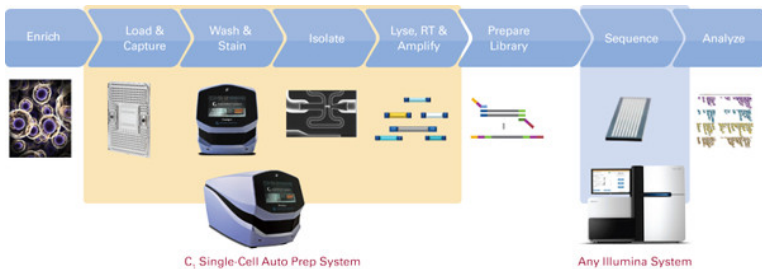 Enrich
Load &
Capture
Wash &
Stain
Isolate
Lyse, RT &
Amplify
Prepare
Library
Sequence
Analyze
C₁ Single-Cell Auto Prep System
Any Illumina System